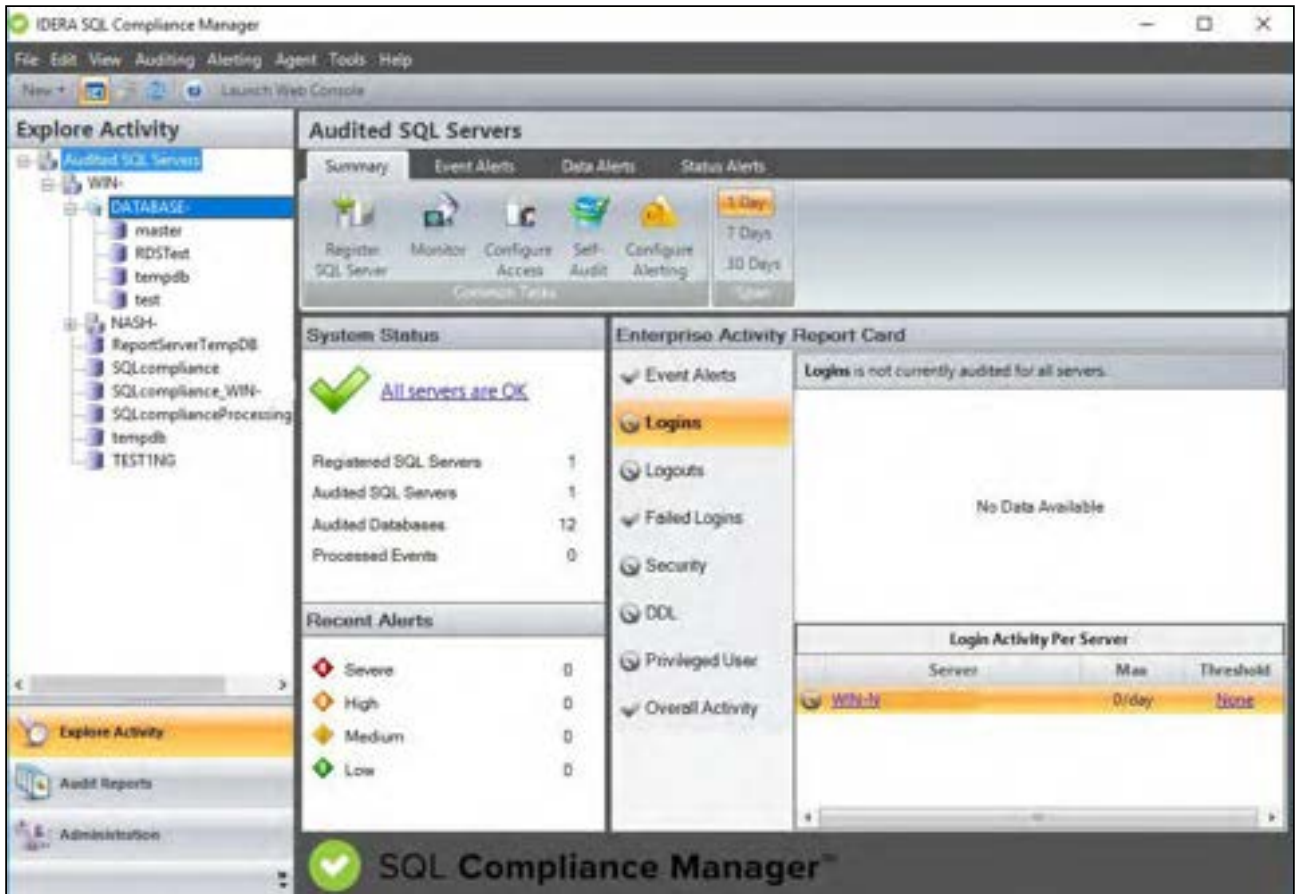 IDERA SQL Compliance Manager
File Edit View Auditing Alerting Agent Tools Help
New Launch Web Console
Explore Activity
Audited SQL Servers
WIN-
DATABASE-
master
RDSTest
tempdb
test
NASH-
ReportServerTempDB
SQLcompliance
SQLcompliance_WIN-
SQLcomplianceProcessing
tempdb
TEST1NG
Explore Activity
Audit Reports
Administration
Audited SQL Servers
Summary Event Alerts Data Alerts Status Alerts
Register SQL Server
Monitor
Configure Access
Self-Audit
Configure Alerting
Common Tasks
1 Day
7 Days
30 Days
Span
System Status
All servers are OK
Registered SQL Servers 1
Audited SQL Servers 1
Audited Databases 12
Processed Events 0
Recent Alerts
Severe 0
High 0
Medium 0
Low 0
Enterprise Activity Report Card
Event Alerts
Logins
Logouts
Failed Logins
Security
DDL
Privileged User
Overall Activity
Logins is not currently audited for all servers.
No Data Available
Login Activity Per Server
Server Max Threshold
WIN-N 0/day None
SQL Compliance Manager™